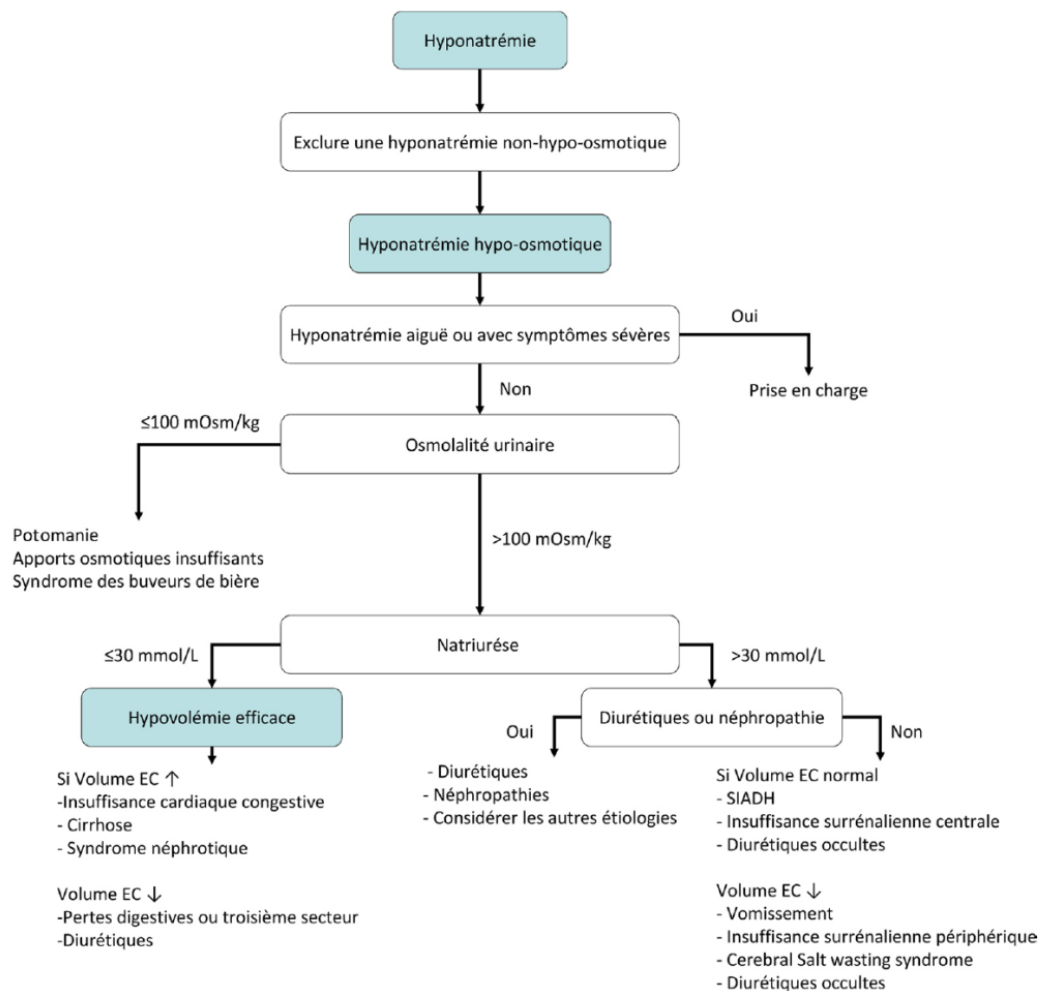 Hyponatrémie
Exclure une hyponatrémie non-hypo-osmotique
Hyponatrémie hypo-osmotique
Hyponatrémie aiguë ou avec symptômes sévères
Oui
Prise en charge
Non
≤100 mOsm/kg
Osmolalité urinaire
Potomanie
Apports osmotiques insuffisants
Syndrome des buveurs de bière
>100 mOsm/kg
Natriurése
≤30 mmol/L
>30 mmol/L
Hypovolémie efficace
Diurétiques ou néphropathie
Oui
Non
Si Volume EC ↑
-Insuffisance cardiaque congestive
- Cirrhose
- Syndrome néphrotique
Volume EC ↓
-Pertes digestives ou troisième secteur
-Diurétiques
- Diurétiques
- Néphropathies
- Considérer les autres étiologies
Si Volume EC normal
- SIADH
- Insuffisance surrénalienne centrale
- Diurétiques occultes
Volume EC ↓
- Vomissement
- Insuffisance surrénalienne périphérique
- Cerebral Salt wasting syndrome
- Diurétiques occultes